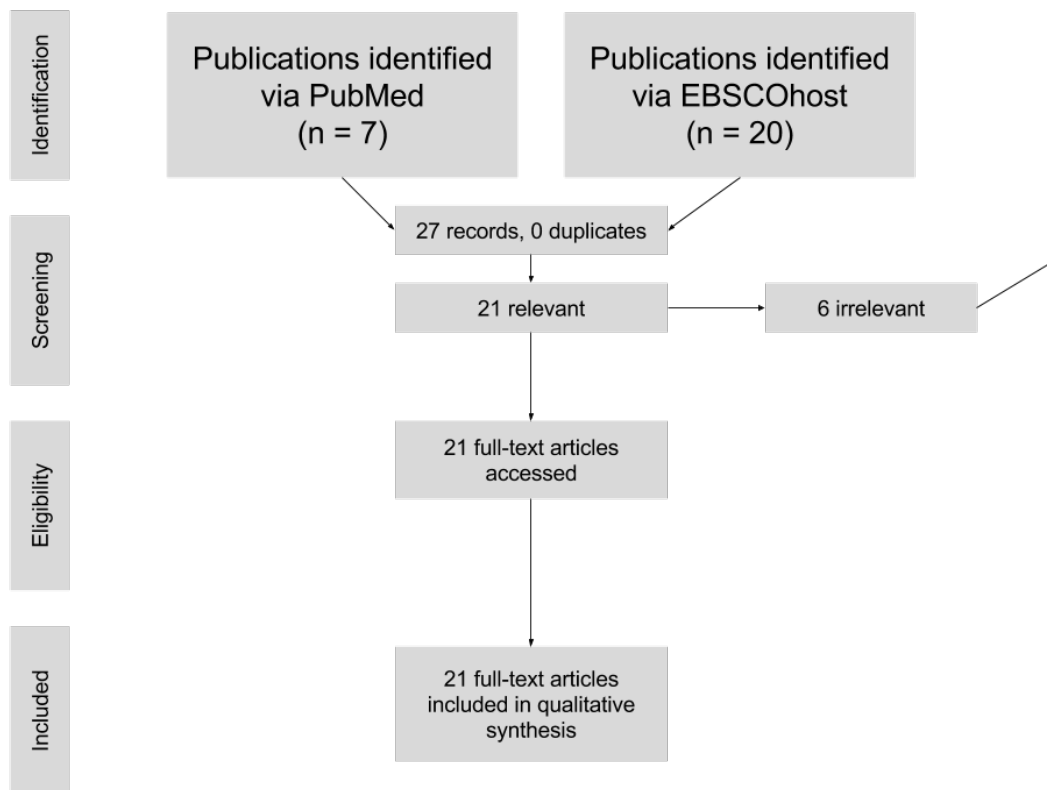 Identification
Publications identified
via PubMed
(n = 7)
Publications identified
via EBSCOhost
(n = 20)
Screening
27 records, 0 duplicates
21 relevant
6 irrelevant
Eligibility
21 full-text articles
accessed
Included
21 full-text articles
included in qualitative
synthesis